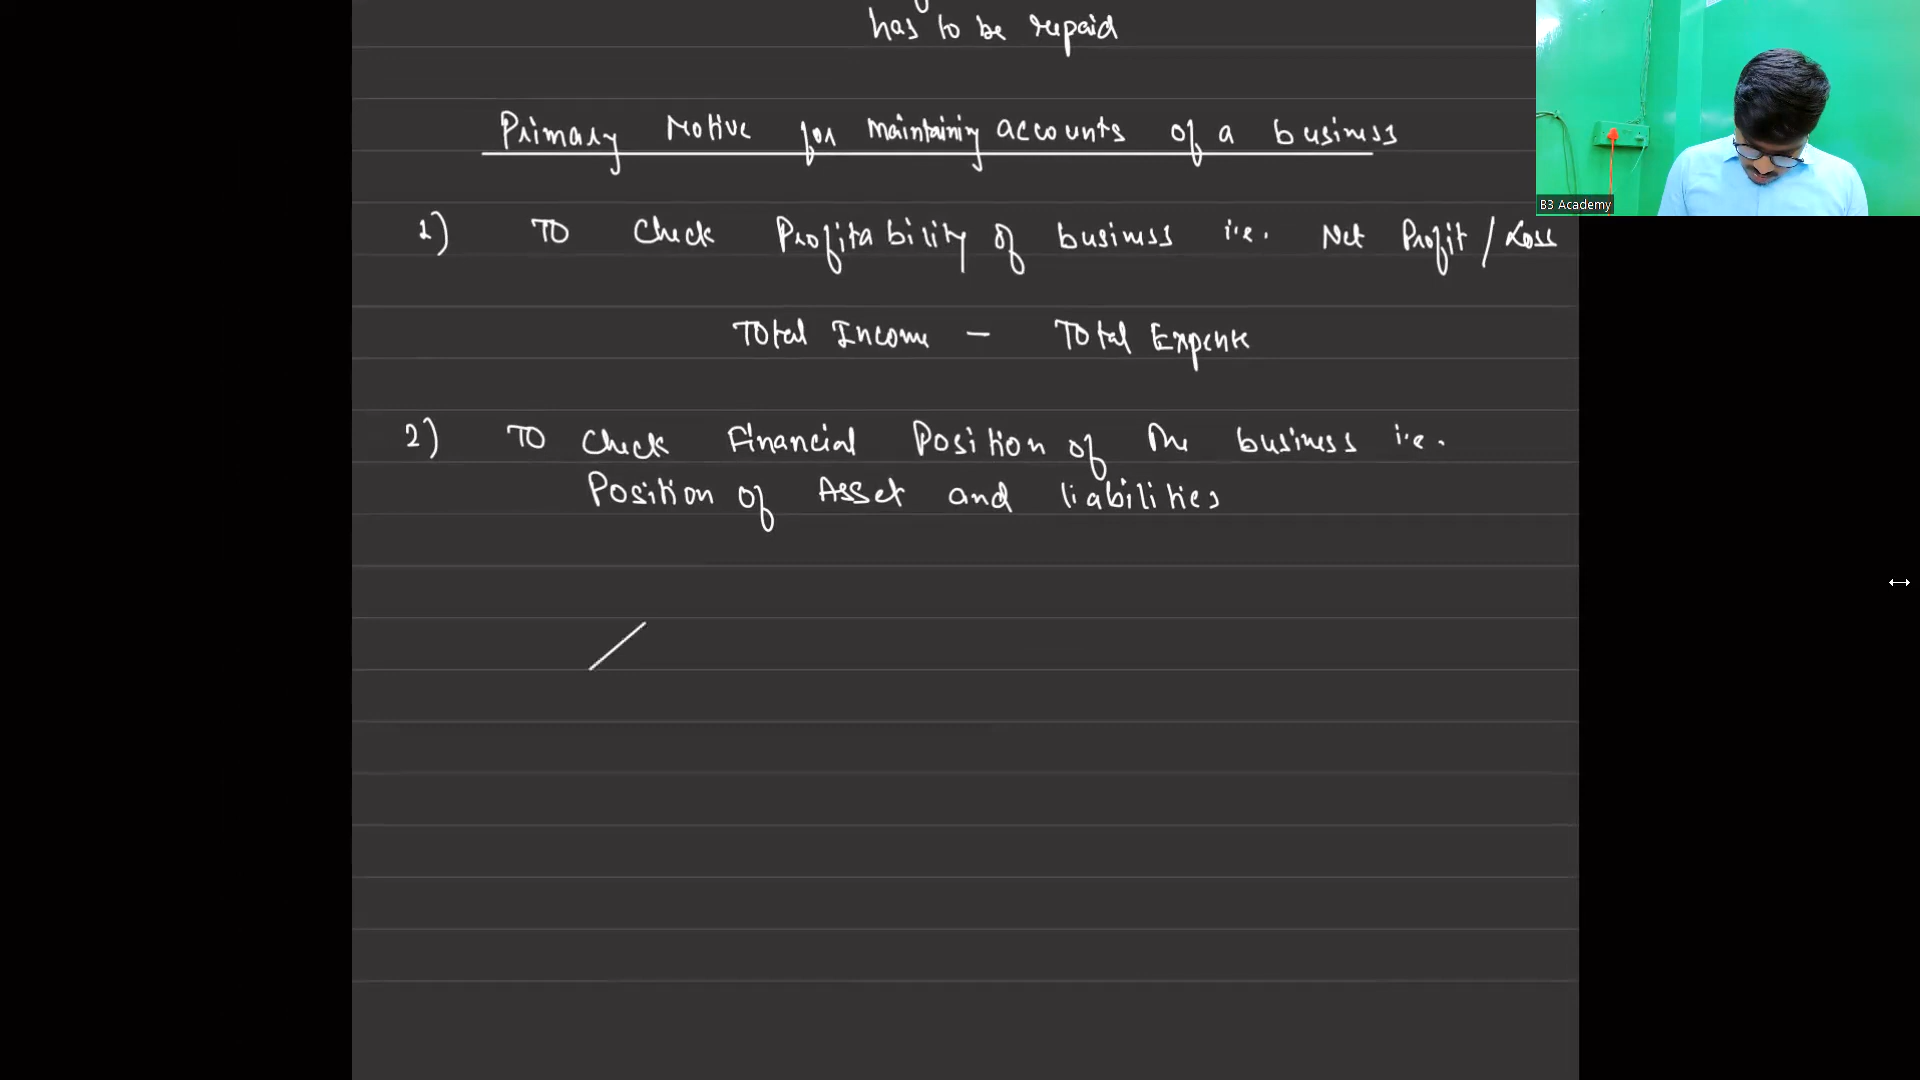 has to be repaid
Primary Motive for maintaining accounts of a business
B3 Academy
1) To Check Profitability of business i.e. Net Profit / Loss
Total Income - Total Expense
2) To Check Financial Position of the business i.e.
Position of Asset and liabilities